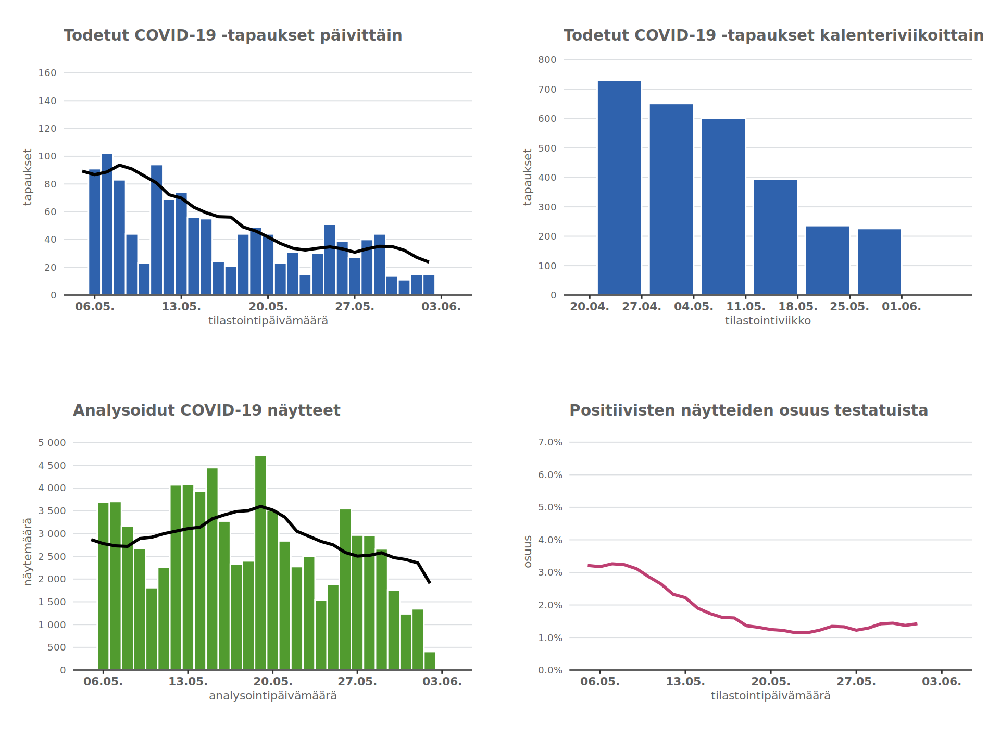 Todetut COVID-19 -tapaukset päivittäin
160
140
120
100
80
60
40
20
0
tapaukset
06.05. 13.05. 20.05. 27.05. 03.06.
tilastointipäivämäärä
Todetut COVID-19 -tapaukset kalenteriviikoittain
800
700
600
500
400
300
200
100
0
tapaukset
20.04. 27.04. 04.05. 11.05. 18.05. 25.05. 01.06.
tilastointiviikko
Analysoidut COVID-19 näytteet
5 000
4 500
4 000
3 500
3 000
2 500
2 000
1 500
1 000
500
0
näytemäärä
06.05. 13.05. 20.05. 27.05. 03.06.
analysointipäivämäärä
Positiivisten näytteiden osuus testatuista
7.0%
6.0%
5.0%
4.0%
3.0%
2.0%
1.0%
0.0%
osuus
06.05. 13.05. 20.05. 27.05. 03.06.
tilastointipäivämäärä